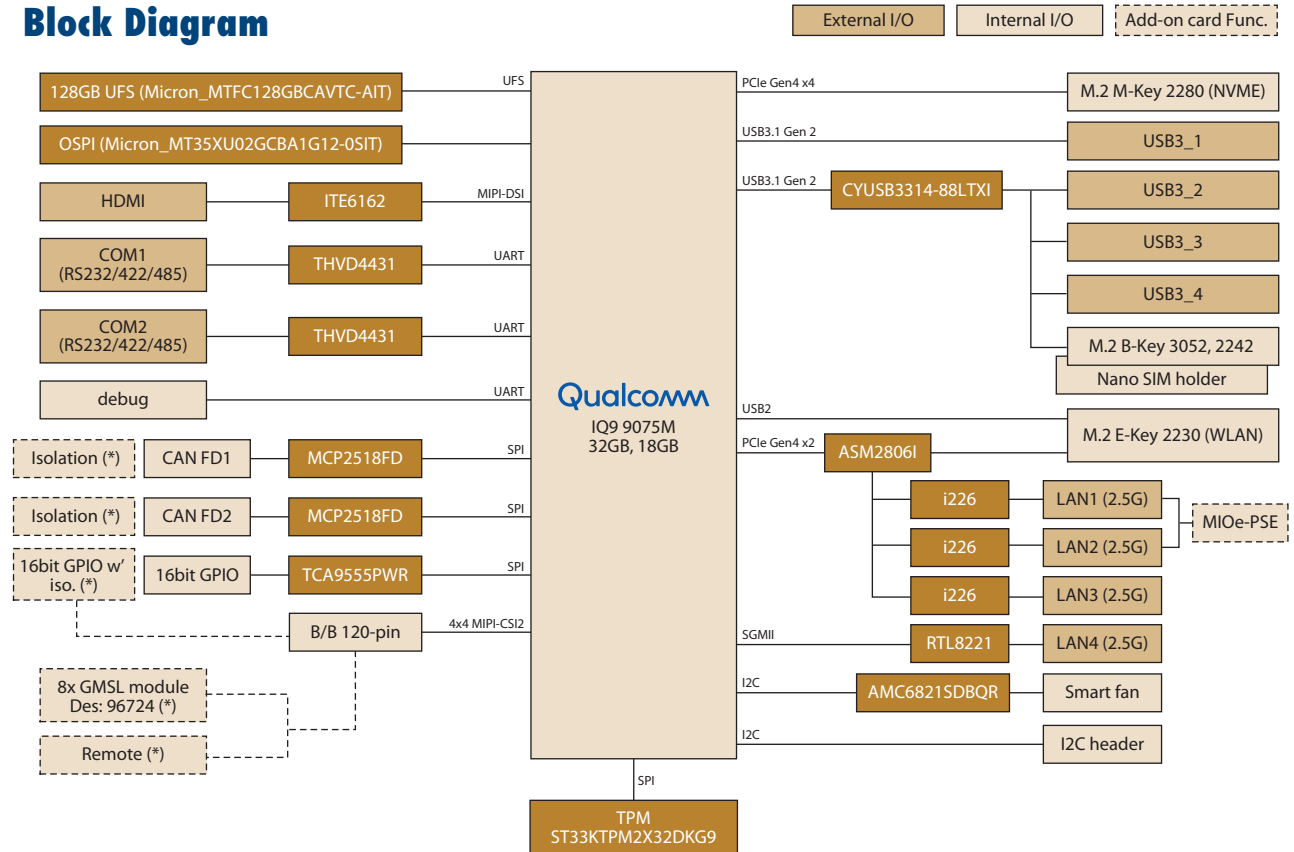 Block Diagram
External I/O
Internal I/O
Add-on card Func.
128GB UFS (Micron_MTFC128GBCAVTC-AIT)
UFS
OSPI (Micron_MT35XU02GCBA1G12-0SIT)
HDMI
ITE6162
MIPI-DSI
COM1
(RS232/422/485)
THVD4431
UART
COM2
(RS232/422/485)
THVD4431
UART
debug
UART
Isolation (*)
CAN FD1
MCP2518FD
SPI
Isolation (*)
CAN FD2
MCP2518FD
SPI
16bit GPIO w'
iso. (*)
16bit GPIO
TCA9555PWR
SPI
B/B 120-pin
4x4 MIPI-CSI2
8x GMSL module
Des: 96724 (*)
Remote (*)
Qualcomm
IQ9 9075M
32GB, 18GB
SPI
TPM
ST33KTPM2X32DKG9
PCIe Gen4 x4
M.2 M-Key 2280 (NVME)
USB3.1 Gen 2
USB3_1
USB3.1 Gen 2
CYUSB3314-88LTXI
USB3_2
USB3_3
USB3_4
M.2 B-Key 3052, 2242
Nano SIM holder
USB2
M.2 E-Key 2230 (WLAN)
PCIe Gen4 x2
ASM2806I
i226
LAN1 (2.5G)
MIOe-PSE
i226
LAN2 (2.5G)
i226
LAN3 (2.5G)
SGMII
RTL8221
LAN4 (2.5G)
I2C
AMC6821SDBQR
Smart fan
I2C
I2C header